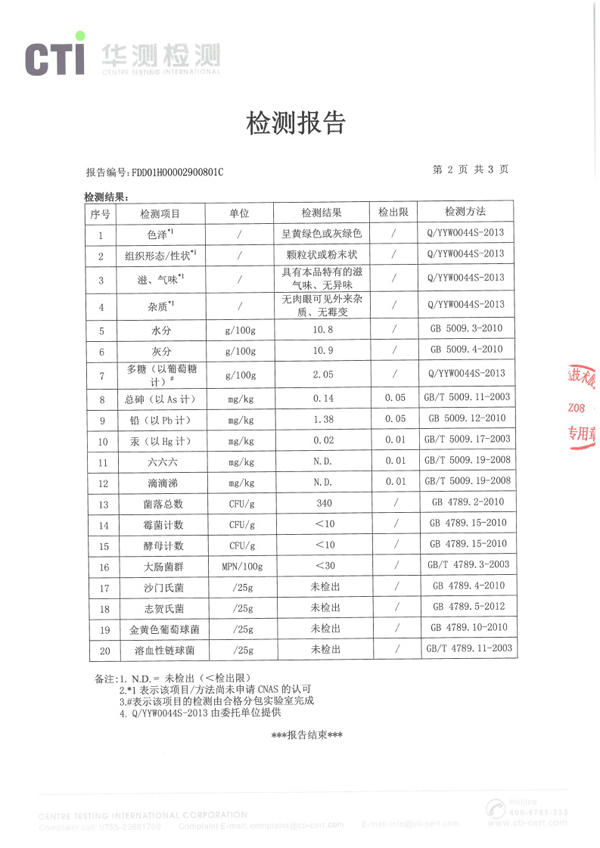 CTI 华测检测
CENTRE TESTING INTERNATIONAL
检测报告
报告编号:FDD01H00002900801C 第 2 页 共 3 页
检测结果:
序号 检测项目 单位 检测结果 检出限 检测方法
1 色泽*1 / 呈黄绿色或灰绿色 / Q/YYW0044S-2013
2 组织形态/性状*1 / 颗粒状或粉末状 / Q/YYW0044S-2013
3 滋、气味*1 / 具有本品特有的滋气味、无异味 / Q/YYW0044S-2013
4 杂质*1 / 无肉眼可见外来杂质、无霉变 / Q/YYW0044S-2013
5 水分 g/100g 10.8 / GB 5009.3-2010
6 灰分 g/100g 10.9 / GB 5009.4-2010
7 多糖（以葡萄糖计）# g/100g 2.05 / Q/YYW0044S-2013
8 总砷（以 As 计） mg/kg 0.14 0.05 GB/T 5009.11-2003
9 铅（以 Pb 计） mg/kg 1.38 0.05 GB 5009.12-2010
10 汞（以 Hg 计） mg/kg 0.02 0.01 GB/T 5009.17-2003
11 六六六 mg/kg N.D. 0.01 GB/T 5009.19-2008
12 滴滴涕 mg/kg N.D. 0.01 GB/T 5009.19-2008
13 菌落总数 CFU/g 340 / GB 4789.2-2010
14 霉菌计数 CFU/g ＜10 / GB 4789.15-2010
15 酵母计数 CFU/g ＜10 / GB 4789.15-2010
16 大肠菌群 MPN/100g ＜30 / GB/T 4789.3-2003
17 沙门氏菌 /25g 未检出 / GB 4789.4-2010
18 志贺氏菌 /25g 未检出 / GB 4789.5-2012
19 金黄色葡萄球菌 /25g 未检出 / GB 4789.10-2010
20 溶血性链球菌 /25g 未检出 / GB/T 4789.11-2003
备注:1. N.D.= 未检出（＜检出限）
2.*1 表示该项目/方法尚未申请 CNAS 的认可
3.#表示该项目的检测由合格分包实验室完成
4. Q/YYW0044S-2013 由委托单位提供
***报告结束***
技术
Z08
专用章
CENTRE TESTING INTERNATIONAL CORPORATION
Hotline
400-6788-333
Complaint call: 0755-33681700 Complaint E-mail: complaint@cti-cert.com E-mail: info@cti-cert.com www.cti-cert.com